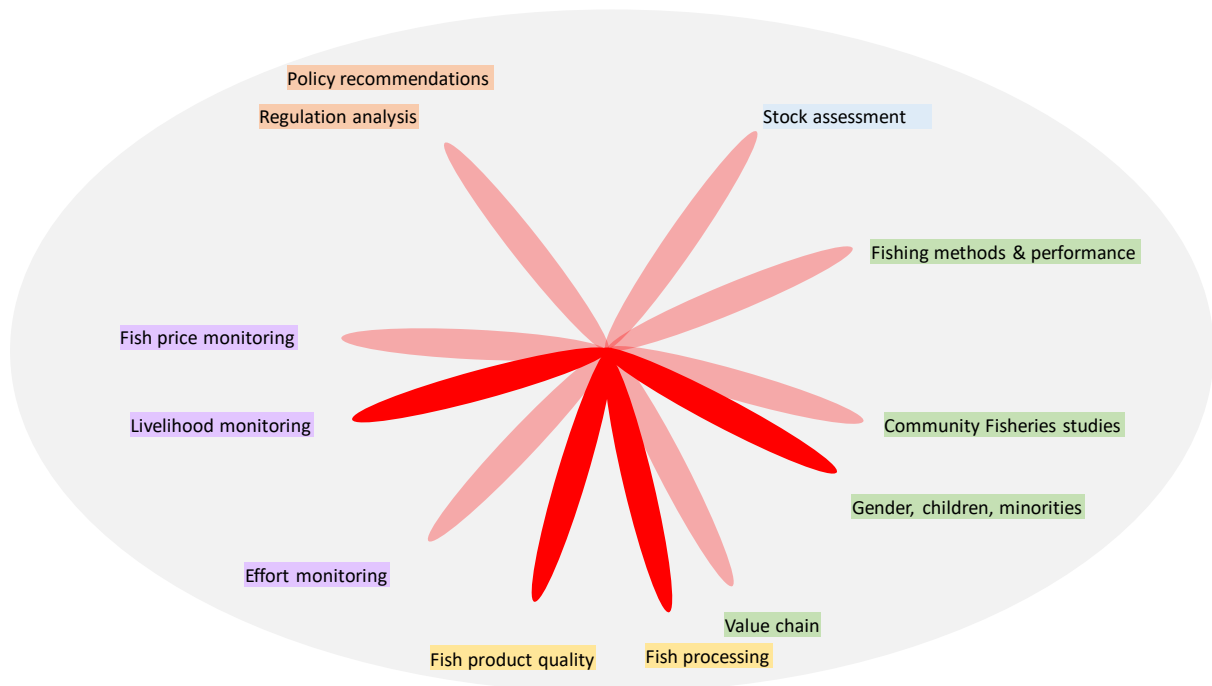 Policy recommendations
Regulation analysis
Stock assessment
Fishing methods & performance
Fish price monitoring
Livelihood monitoring
Community Fisheries studies
Gender, children, minorities
Effort monitoring
Value chain
Fish product quality
Fish processing